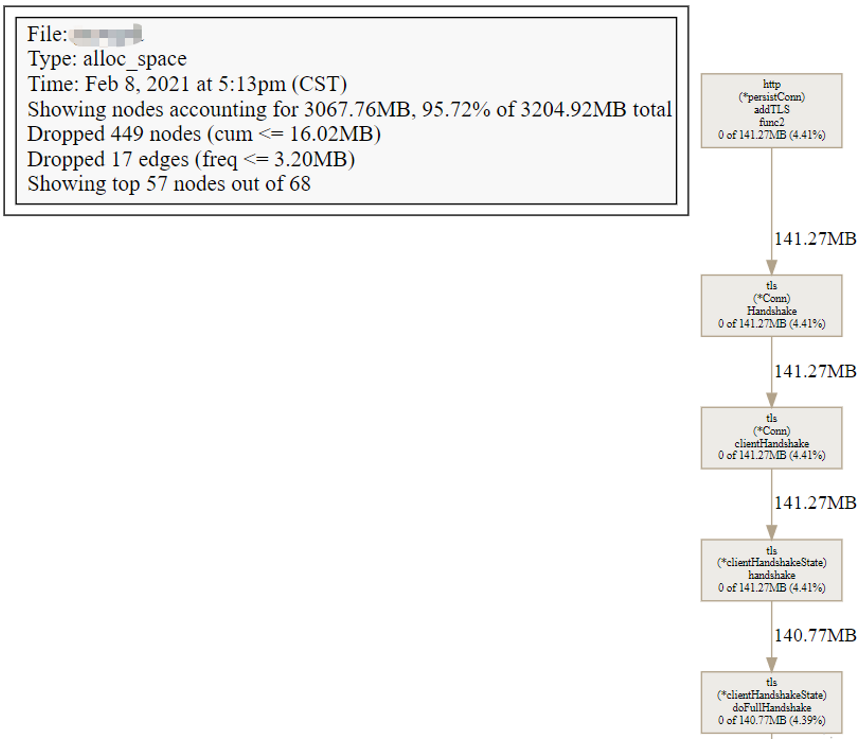 File:
Type: alloc_space
Time: Feb 8, 2021 at 5:13pm (CST)
Showing nodes accounting for 3067.76MB, 95.72% of 3204.92MB total
Dropped 449 nodes (cum <= 16.02MB)
Dropped 17 edges (freq <= 3.20MB)
Showing top 57 nodes out of 68
http
(*persistConn)
addTLS
func2
0 of 141.27MB (4.41%)
141.27MB
tls
(*Conn)
Handshake
0 of 141.27MB (4.41%)
141.27MB
tls
(*Conn)
clientHandshake
0 of 141.27MB (4.41%)
141.27MB
tls
(*clientHandshakeState)
handshake
0 of 141.27MB (4.41%)
140.77MB
tls
(*clientHandshakeState)
doFullHandshake
0 of 140.77MB (4.39%)